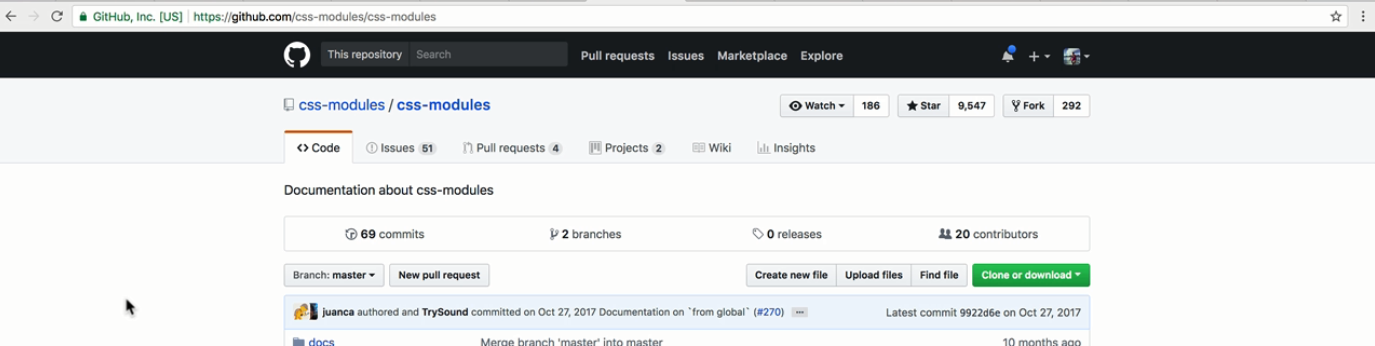 GitHub, Inc. [US] https://github.com/css-modules/css-modules
This repository Search Pull requests Issues Marketplace Explore
css-modules / css-modules Watch 186 Star 9,547 Fork 292
Code Issues 51 Pull requests 4 Projects 2 Wiki Insights
Documentation about css-modules
69 commits 2 branches 0 releases 20 contributors
Branch: master New pull request Create new file Upload files Find file Clone or download
juanca authored and TrySound committed on Oct 27, 2017 Documentation on `from global` (#270) ... Latest commit 9922d6e on Oct 27, 2017
docs Merge branch 'master' into master 10 months ago